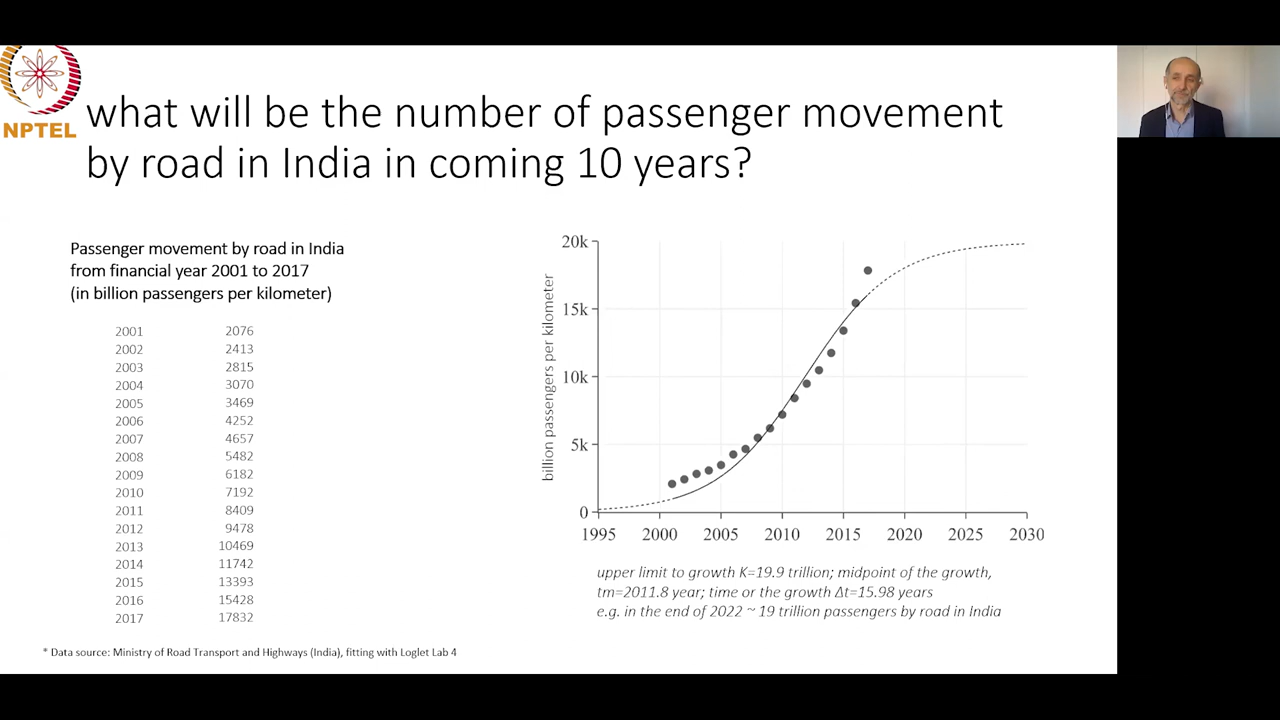 NPTEL
what will be the number of passenger movement
by road in India in coming 10 years?
Passenger movement by road in India
from financial year 2001 to 2017
(in billion passengers per kilometer)
2001 2076
2002 2413
2003 2815
2004 3070
2005 3469
2006 4252
2007 4657
2008 5482
2009 6182
2010 7192
2011 8409
2012 9478
2013 10469
2014 11742
2015 13393
2016 15428
2017 17832
* Data source: Ministry of Road Transport and Highways (India), fitting with Loglet Lab 4
billion passengers per kilometer
20k
15k
10k
5k
0
1995 2000 2005 2010 2015 2020 2025 2030
upper limit to growth K=19.9 trillion; midpoint of the growth,
tm=2011.8 year; time or the growth Δt=15.98 years
e.g. in the end of 2022 ~ 19 trillion passengers by road in India